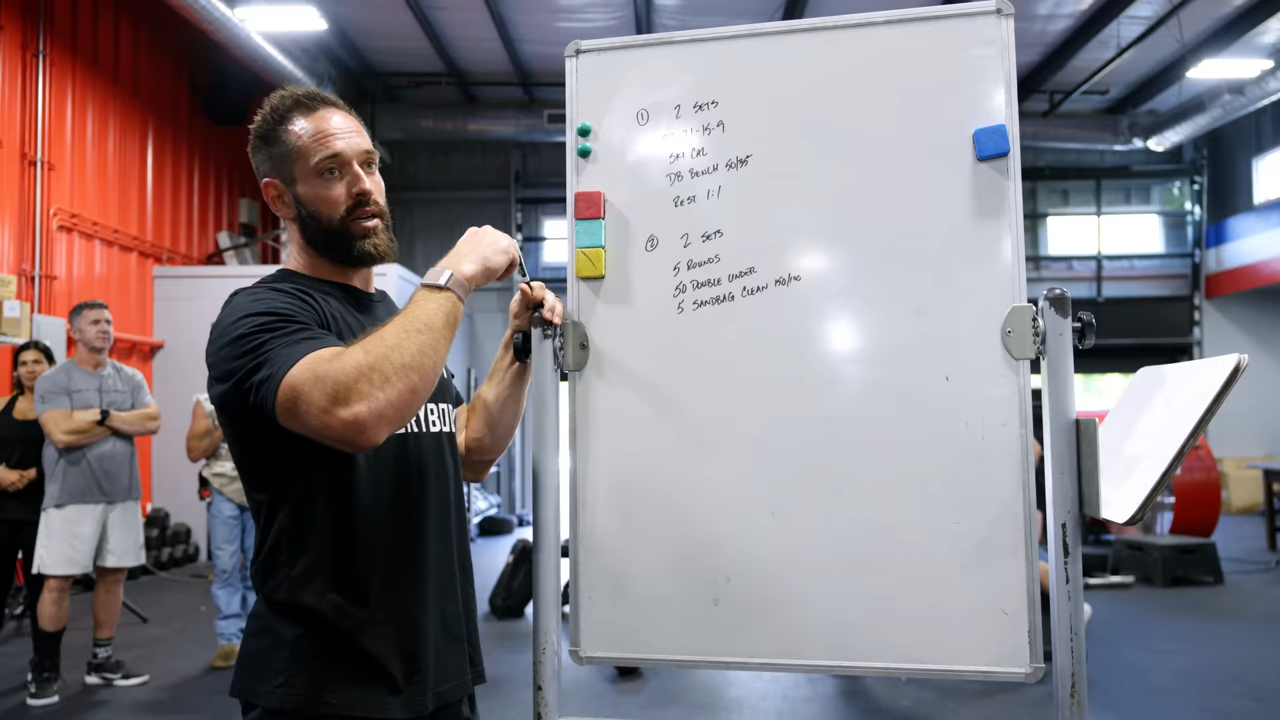 ① 2 SETS
21-15-9
SKI CAL
DB BENCH 50/35
REST 1:1
② 2 SETS
5 ROUNDS
50 DOUBLE UNDER
5 SANDBAG CLEAN 150/100